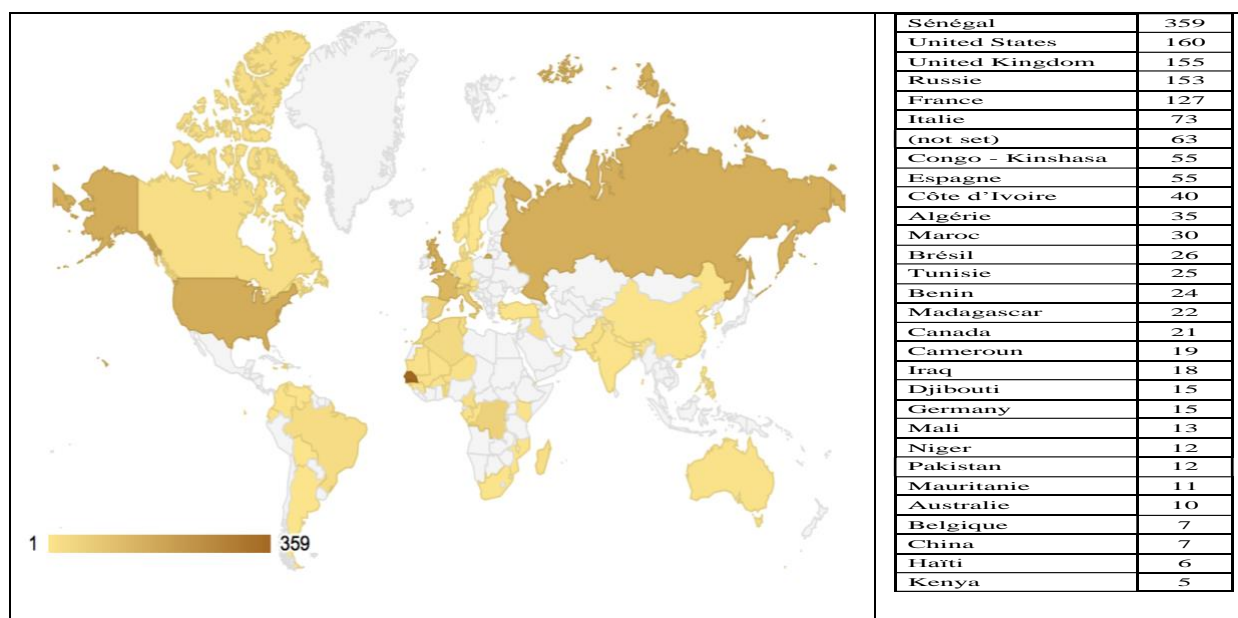 1
359
Sénégal 359
United States 160
United Kingdom 155
Russie 153
France 127
Italie 73
(not set) 63
Congo - Kinshasa 55
Espagne 55
Côte d’Ivoire 40
Algérie 35
Maroc 30
Brésil 26
Tunisie 25
Benin 24
Madagascar 22
Canada 21
Cameroun 19
Iraq 18
Djibouti 15
Germany 15
Mali 13
Niger 12
Pakistan 12
Mauritanie 11
Australie 10
Belgique 7
China 7
Haïti 6
Kenya 5